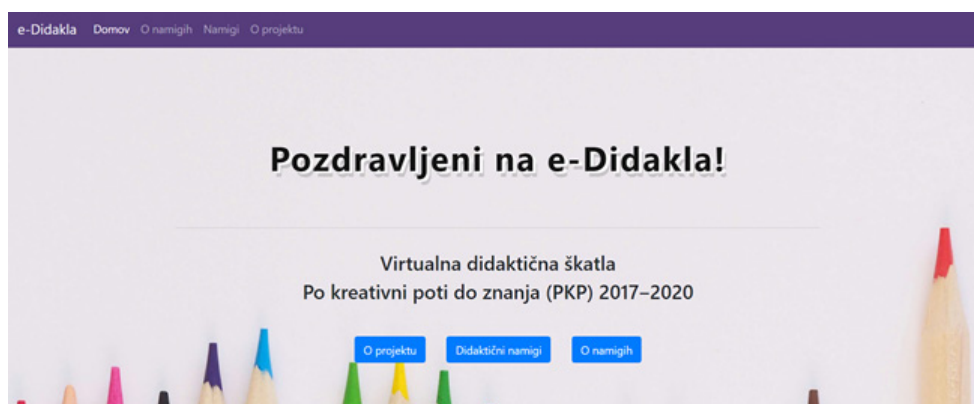 e-Didakla Domov O namigih Namigi O projektu
Pozdravljeni na e-Didakla!
Virtualna didaktična škatla
Po kreativni poti do znanja (PKP) 2017–2020
O projektu Didaktični namigi O namigih